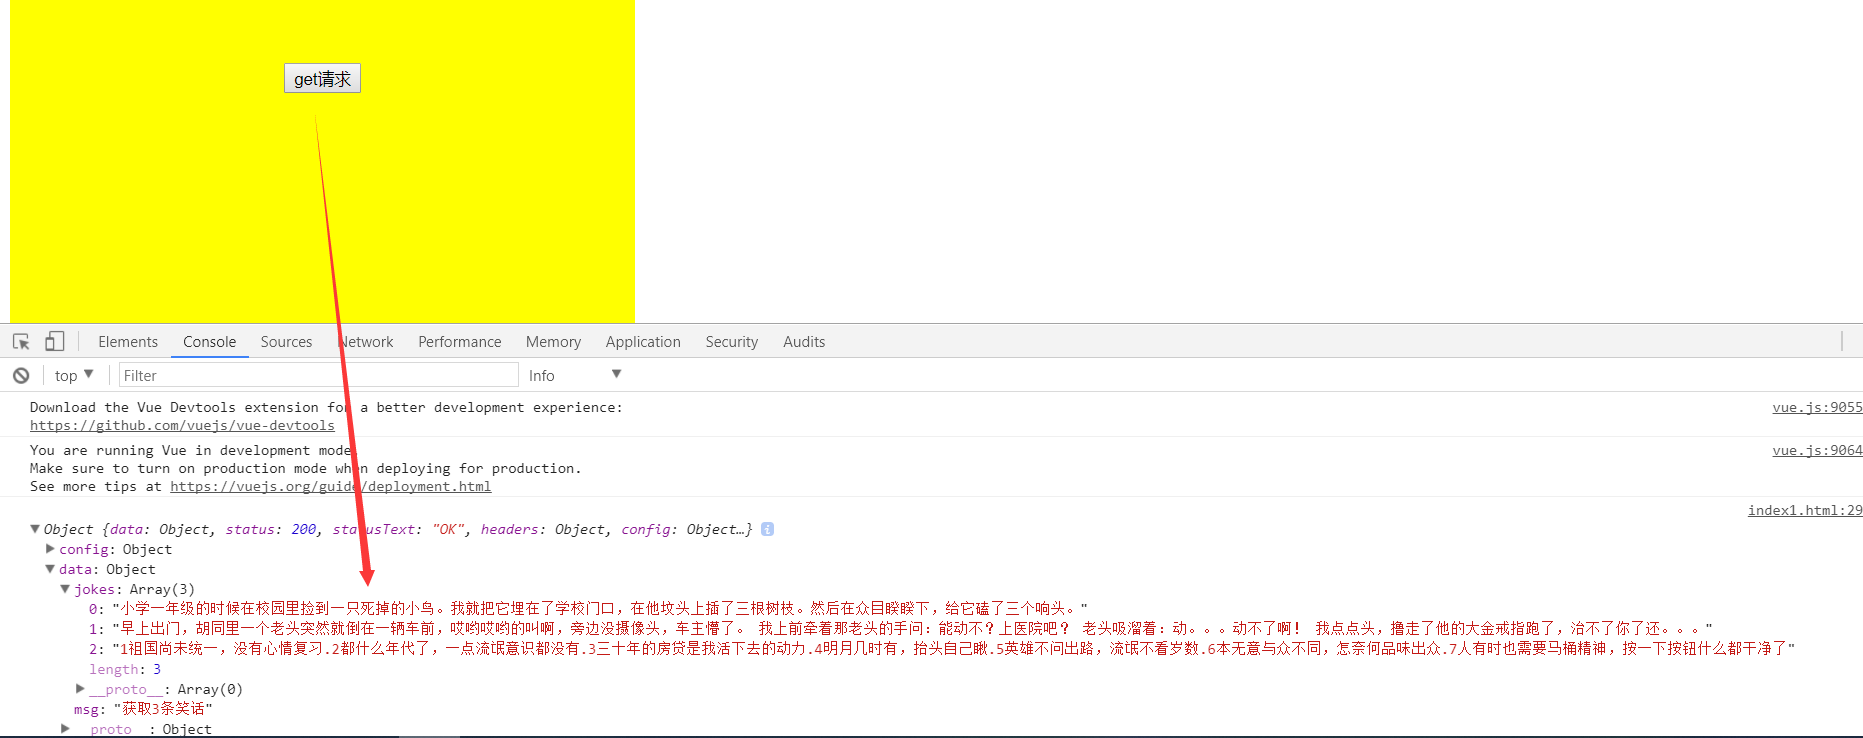 get请求
Elements Console Sources Network Performance Memory Application Security Audits
top Filter Info
Download the Vue Devtools extension for a better development experience: vue.js:9055
https://github.com/vuejs/vue-devtools
You are running Vue in development mode. vue.js:9064
Make sure to turn on production mode when deploying for production.
See more tips at https://vuejs.org/guide/deployment.html
index1.html:29
Object {data: Object, status: 200, statusText: "OK", headers: Object, config: Object…}
config: Object
data: Object
jokes: Array(3)
0: "小学一年级的时候在校园里捡到一只死掉的小鸟。我就把它埋在了学校门口，在他坟头上插了三根树枝。然后在众目睽睽下，给它磕了三个响头。"
1: "早上出门，胡同里一个老头突然就倒在一辆车前，哎哟哎哟的叫啊，旁边没摄像头，车主懵了。 我上前牵着那老头的手问：能动不？上医院吧？ 老头吸溜着：动。。。动不了啊！ 我点点头，撸走了他的大金戒指跑了，治不了你了还。。。"
2: "1祖国尚未统一，没有心情复习.2都什么年代了，一点流氓意识都没有.3三十年的房贷是我活下去的动力.4明月几时有，抬头自己瞅.5英雄不问出路，流氓不看岁数.6本无意与众不同，怎奈何品味出众.7人有时也需要马桶精神，按一下按钮什么都干净了"
length: 3
__proto__: Array(0)
msg: "获取3条笑话"
__proto__: Object